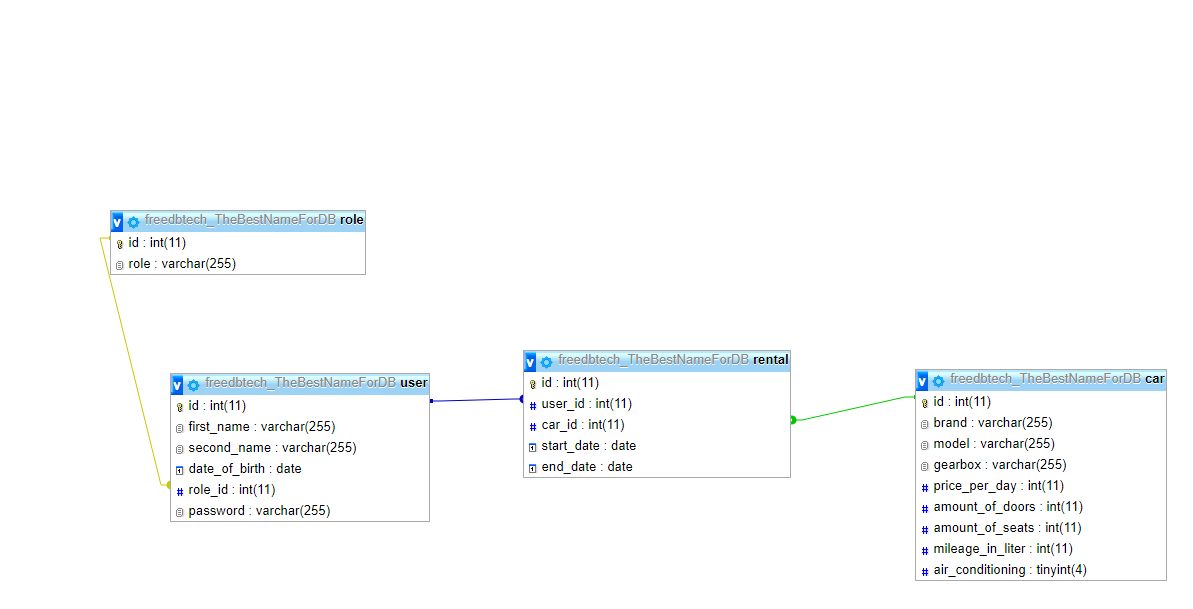 freedbtech_TheBestNameForDB role
id : int(11)
role : varchar(255)
freedbtech_TheBestNameForDB user
id : int(11)
first_name : varchar(255)
second_name : varchar(255)
date_of_birth : date
role_id : int(11)
password : varchar(255)
freedbtech_TheBestNameForDB rental
id : int(11)
user_id : int(11)
car_id : int(11)
start_date : date
end_date : date
freedbtech_TheBestNameForDB car
id : int(11)
brand : varchar(255)
model : varchar(255)
gearbox : varchar(255)
price_per_day : int(11)
amount_of_doors : int(11)
amount_of_seats : int(11)
mileage_in_liter : int(11)
air_conditioning : tinyint(4)